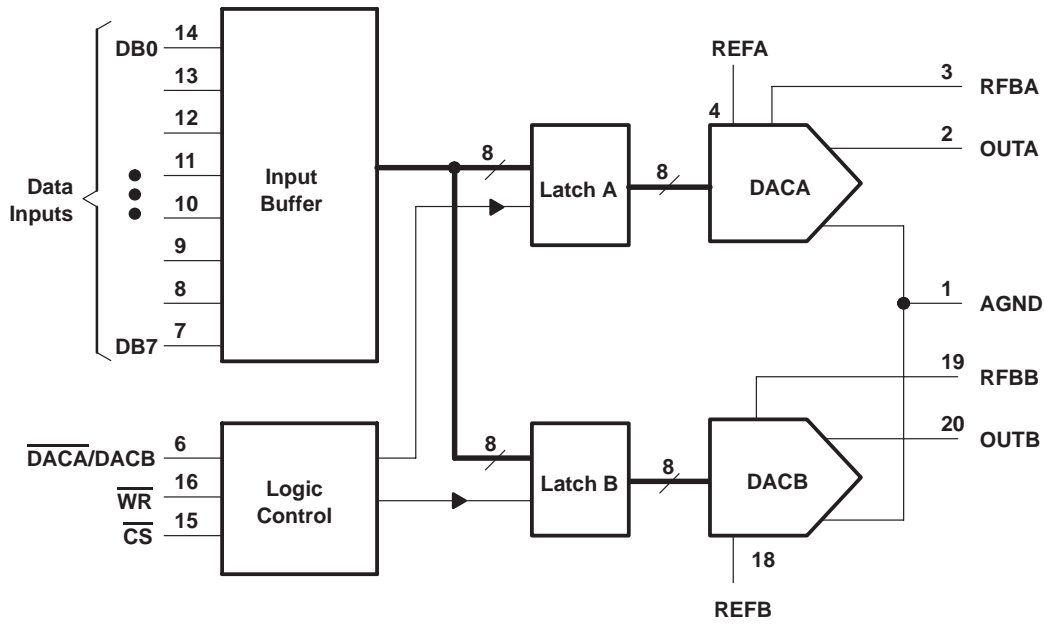 DB0
14
13
12
11
10
9
8
DB7
7
Data
Inputs
Input
Buffer
8
Latch A
8
REFA
4
DACA
3
RFBA
2
OUTA
1
AGND
DACA/DACB
6
WR
16
CS
15
Logic
Control
8
Latch B
8
DACB
19
RFBB
20
OUTB
18
REFB